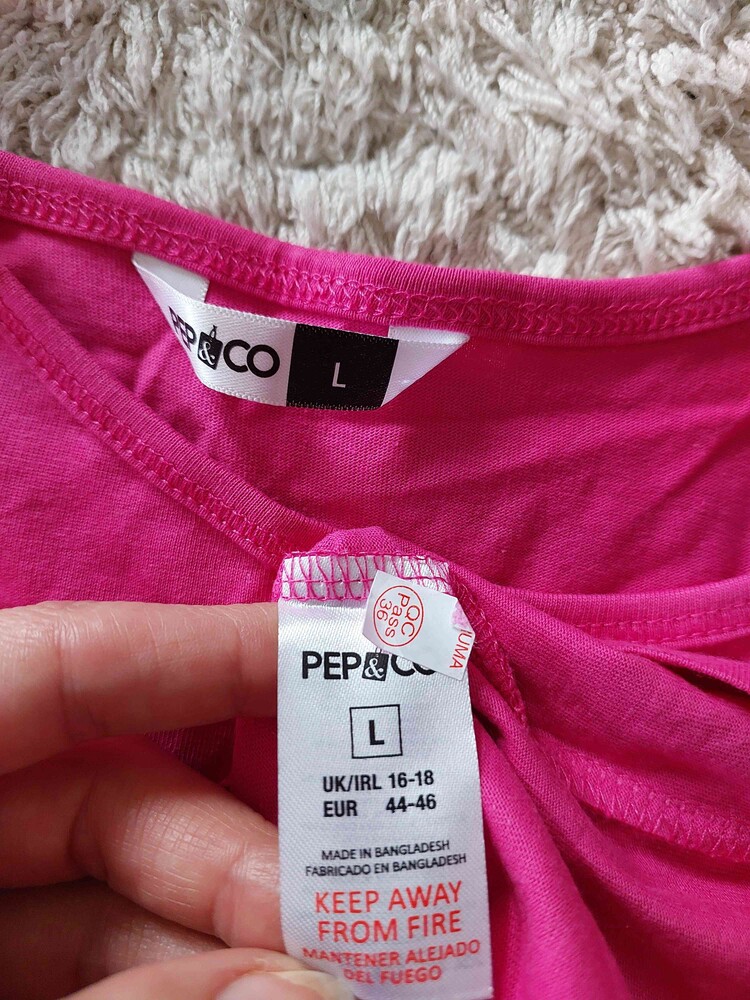 PEP&CO
L
QC
Pass
36
UMA
PEP&CO
L
UK/IRL 16-18
EUR 44-46
MADE IN BANGLADESH
FABRICADO EN BANGLADESH
KEEP AWAY
FROM FIRE
MANTENER ALEJADO
DEL FUEGO